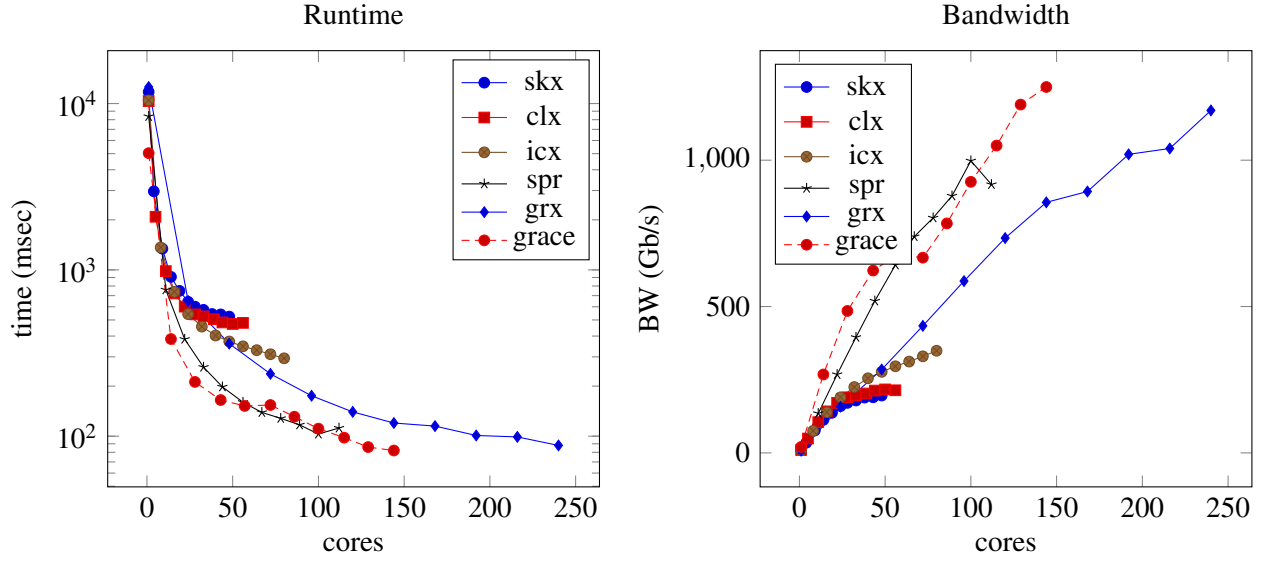 Runtime
10^4
10^3
10^2
time (msec)
0 50 100 150 200 250
cores
skx
clx
icx
spr
grx
grace
Bandwidth
1,000
500
0
BW (Gb/s)
0 50 100 150 200 250
cores
skx
clx
icx
spr
grx
grace